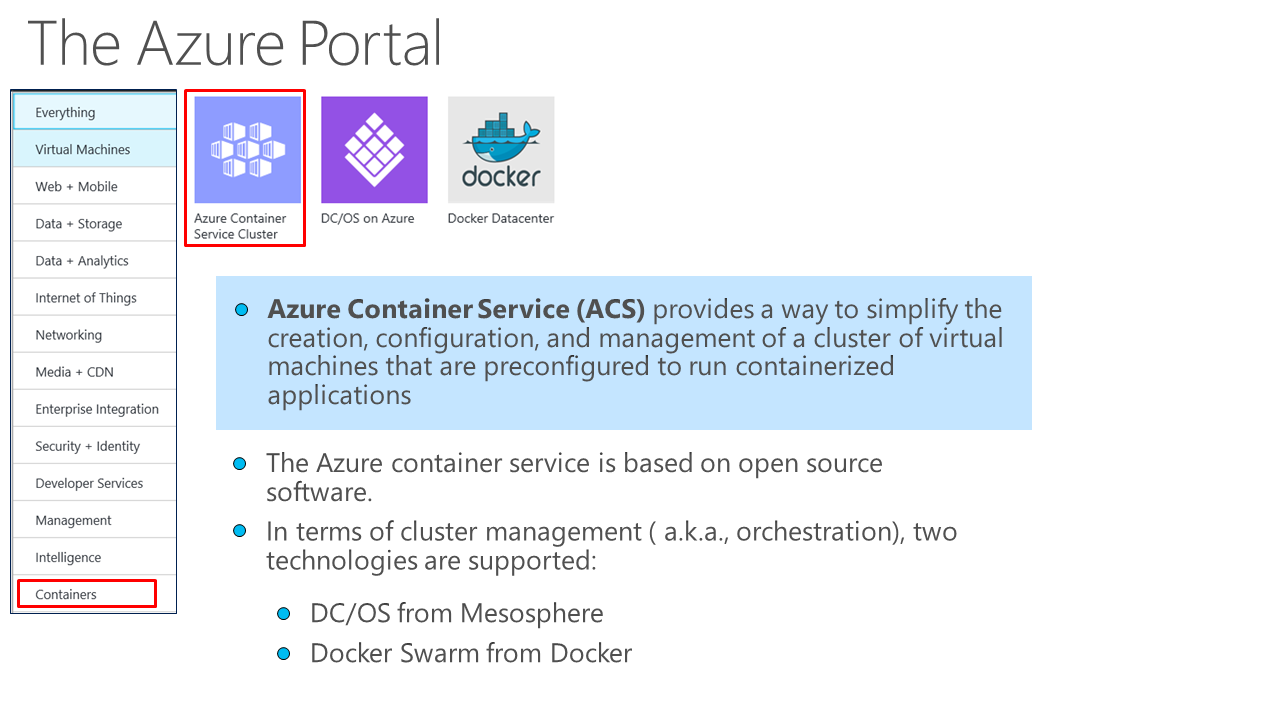 The Azure Portal
Everything
Virtual Machines
Web + Mobile
Data + Storage
Data + Analytics
Internet of Things
Networking
Media + CDN
Enterprise Integration
Security + Identity
Developer Services
Management
Intelligence
Containers
Azure Container
Service Cluster
DC/OS on Azure
docker
Docker Datacenter
Azure Container Service (ACS) provides a way to simplify the
creation, configuration, and management of a cluster of virtual
machines that are preconfigured to run containerized
applications
The Azure container service is based on open source
software.
In terms of cluster management ( a.k.a., orchestration), two
technologies are supported:
DC/OS from Mesosphere
Docker Swarm from Docker